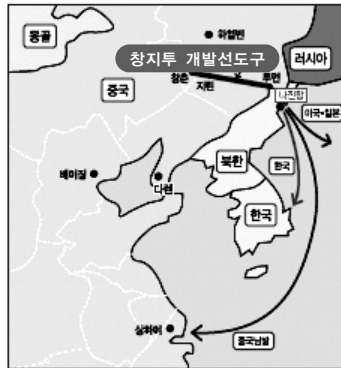 몽골
하얼빈
러시아
창지투 개발선도구
창춘
투먼
지린
나진항
중국
미국·일본
북한
한국
베이징
다렌
한국
상하이
중국남방